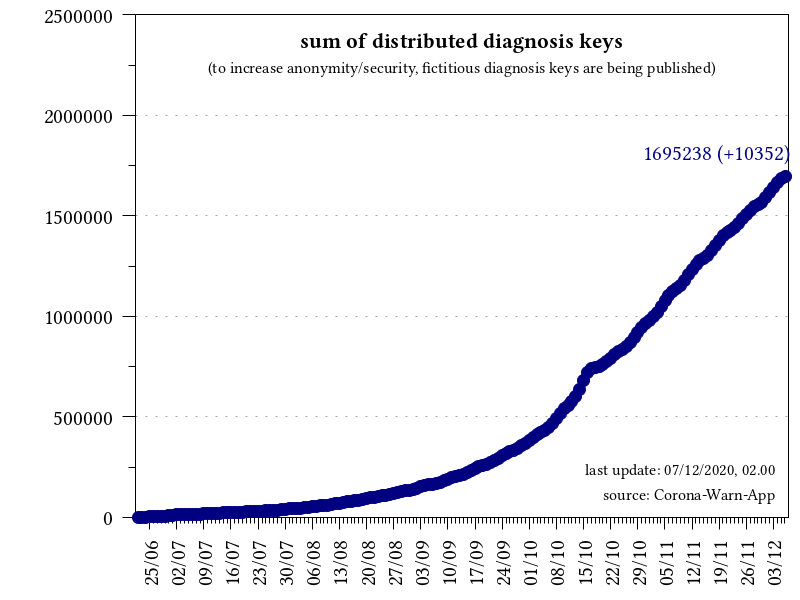 sum of distributed diagnosis keys
(to increase anonymity/security, fictitious diagnosis keys are being published)
2500000
2000000
1695238 (+10352)
1500000
1000000
500000
last update: 07/12/2020, 02.00
source: Corona-Warn-App
0
25/06 02/07 09/07 16/07 23/07 30/07 06/08 13/08 20/08 27/08 03/09 10/09 17/09 24/09 01/10 08/10 15/10 22/10 29/10 05/11 12/11 19/11 26/11 03/12